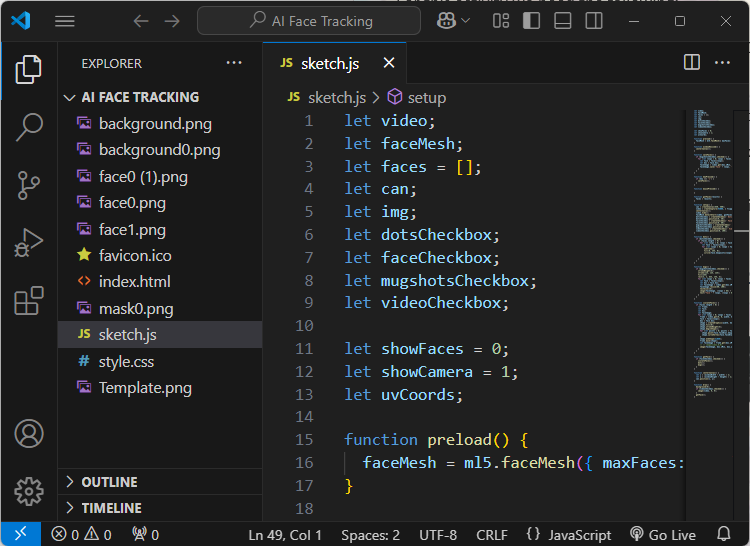 AI Face Tracking
EXPLORER
AI FACE TRACKING
background.png
background0.png
face0 (1).png
face0.png
face1.png
favicon.ico
index.html
mask0.png
JS sketch.js
# style.css
Template.png
OUTLINE
TIMELINE
JS sketch.js
JS sketch.js > setup
1 let video;
2 let faceMesh;
3 let faces = [];
4 let can;
5 let img;
6 let dotsCheckbox;
7 let faceCheckbox;
8 let mugshotsCheckbox;
9 let videoCheckbox;
10
11 let showFaces = 0;
12 let showCamera = 1;
13 let uvCoords;
14
15 function preload() {
16 faceMesh = ml5.faceMesh({ maxFaces:
17 }
18
0 0 0 Ln 49, Col 1 Spaces: 2 UTF-8 CRLF {} JavaScript Go Live